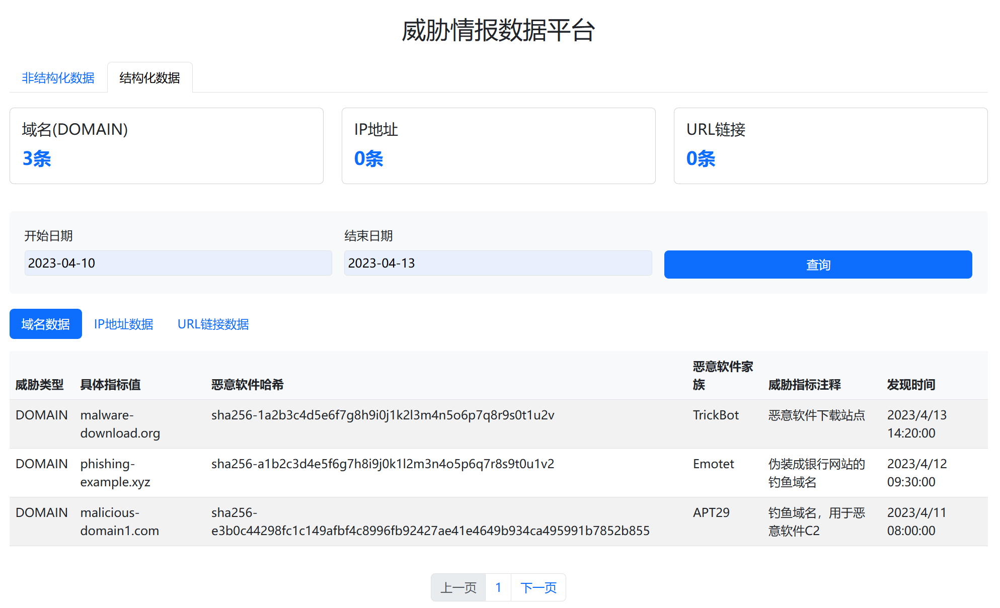 威胁情报数据平台
非结构化数据
结构化数据
域名(DOMAIN)
3条
IP地址
0条
URL链接
0条
开始日期
2023-04-10
结束日期
2023-04-13
查询
域名数据
IP地址数据
URL链接数据
威胁类型
具体指标值
恶意软件哈希
恶意软件家
族
威胁指标注释
发现时间
DOMAIN
malware-
download.org
sha256-1a2b3c4d5e6f7g8h9i0j1k2l3m4n5o6p7q8r9s0t1u2v
TrickBot
恶意软件下载站点
2023/4/13
14:20:00
DOMAIN
phishing-
example.xyz
sha256-a1b2c3d4e5f6g7h8i9j0k1l2m3n4o5p6q7r8s9t0u1v2
Emotet
伪装成银行网站的
钓鱼域名
2023/4/12
09:30:00
DOMAIN
malicious-
domain1.com
sha256-
e3b0c44298fc1c149afbf4c8996fb92427ae41e4649b934ca495991b7852b855
APT29
钓鱼域名，用于恶
意软件C2
2023/4/11
08:00:00
上一页
1
下一页